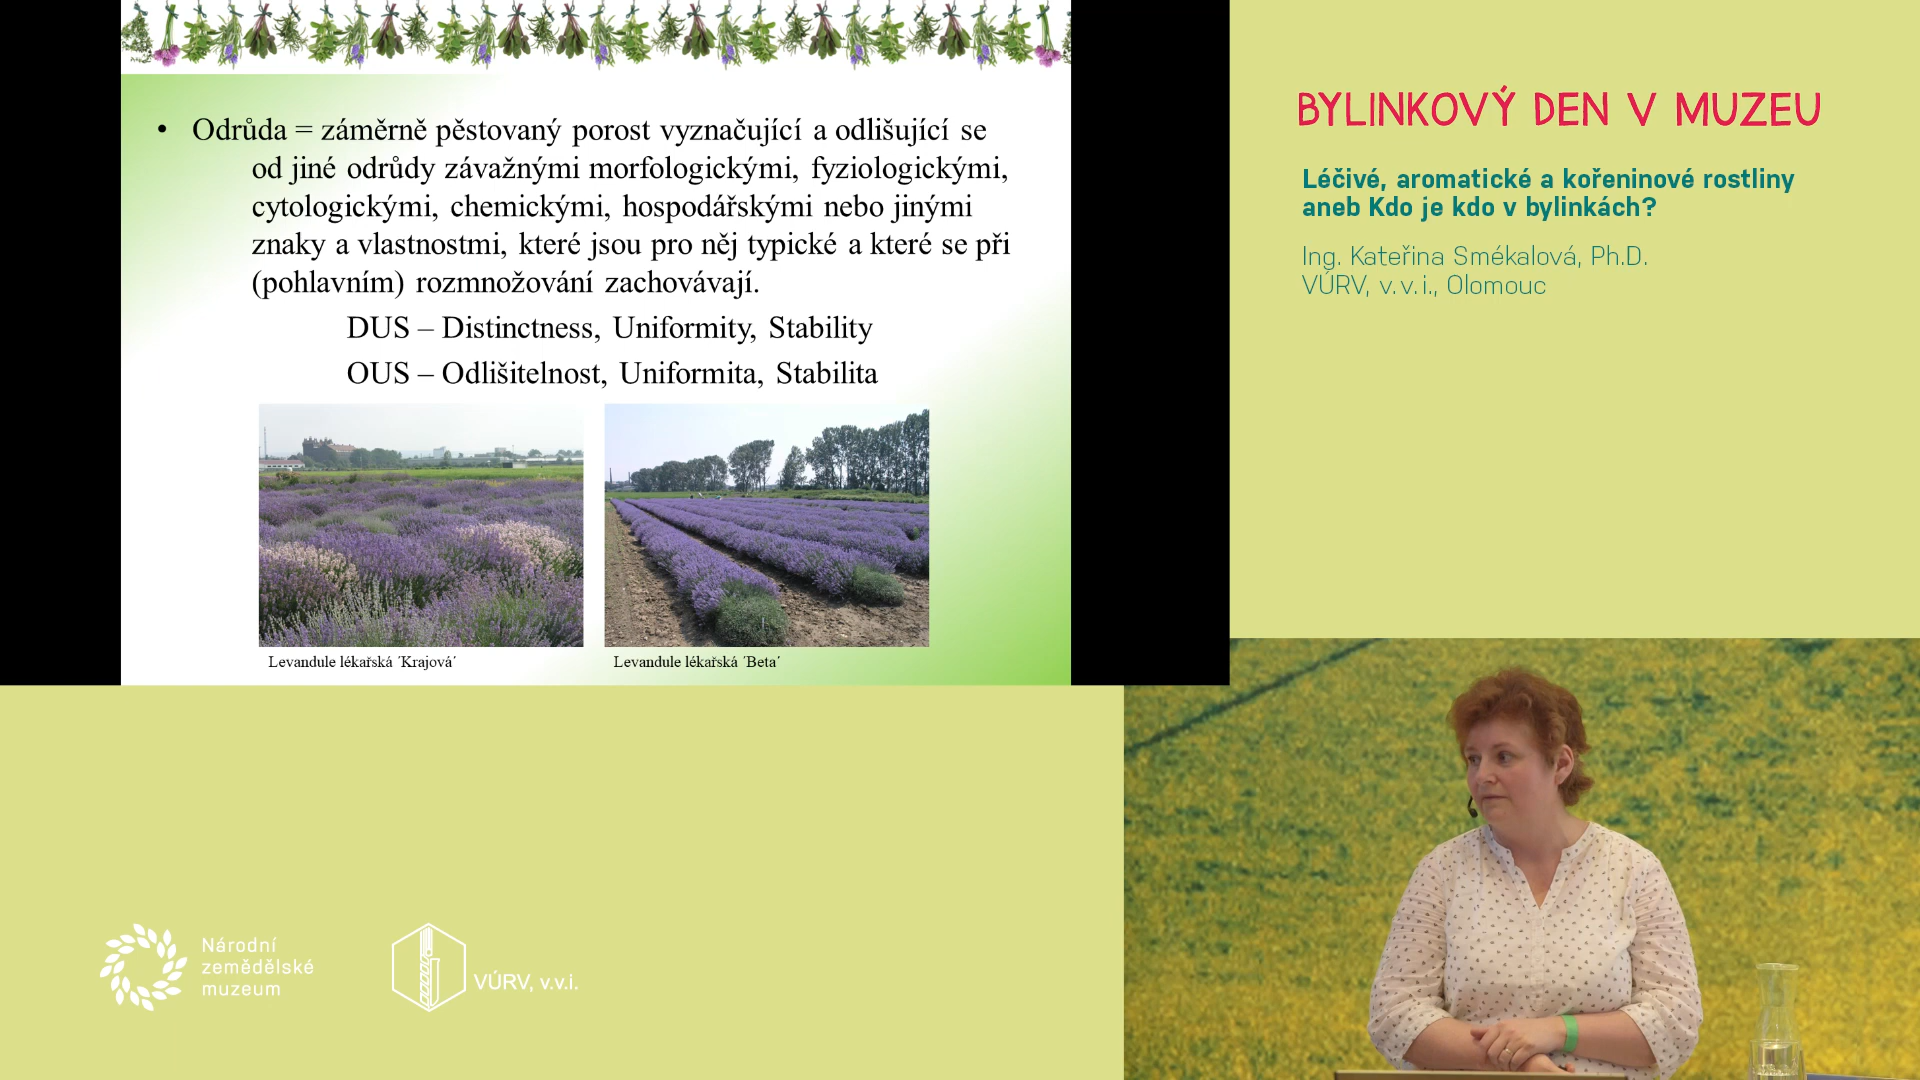 • Odrůda = záměrně pěstovaný porost vyznačující a odlišující se
od jiné odrůdy závažnými morfologickými, fyziologickými,
cytologickými, chemickými, hospodářskými nebo jinými
znaky a vlastnostmi, které jsou pro něj typické a které se při
(pohlavním) rozmnožování zachovávají.
DUS – Distinctness, Uniformity, Stability
OUS – Odlišitelnost, Uniformita, Stabilita
Levandule lékařská ´Krajová´
Levandule lékařská ´Beta´
BYLINKOVÝ DEN V MUZEU
Léčivé, aromatické a kořeninové rostliny
aneb Kdo je kdo v bylinkách?
Ing. Kateřina Smékalová, Ph.D.
VÚRV, v. v. i., Olomouc
Národní
zemědělské
muzeum
VÚRV, v.v.i.